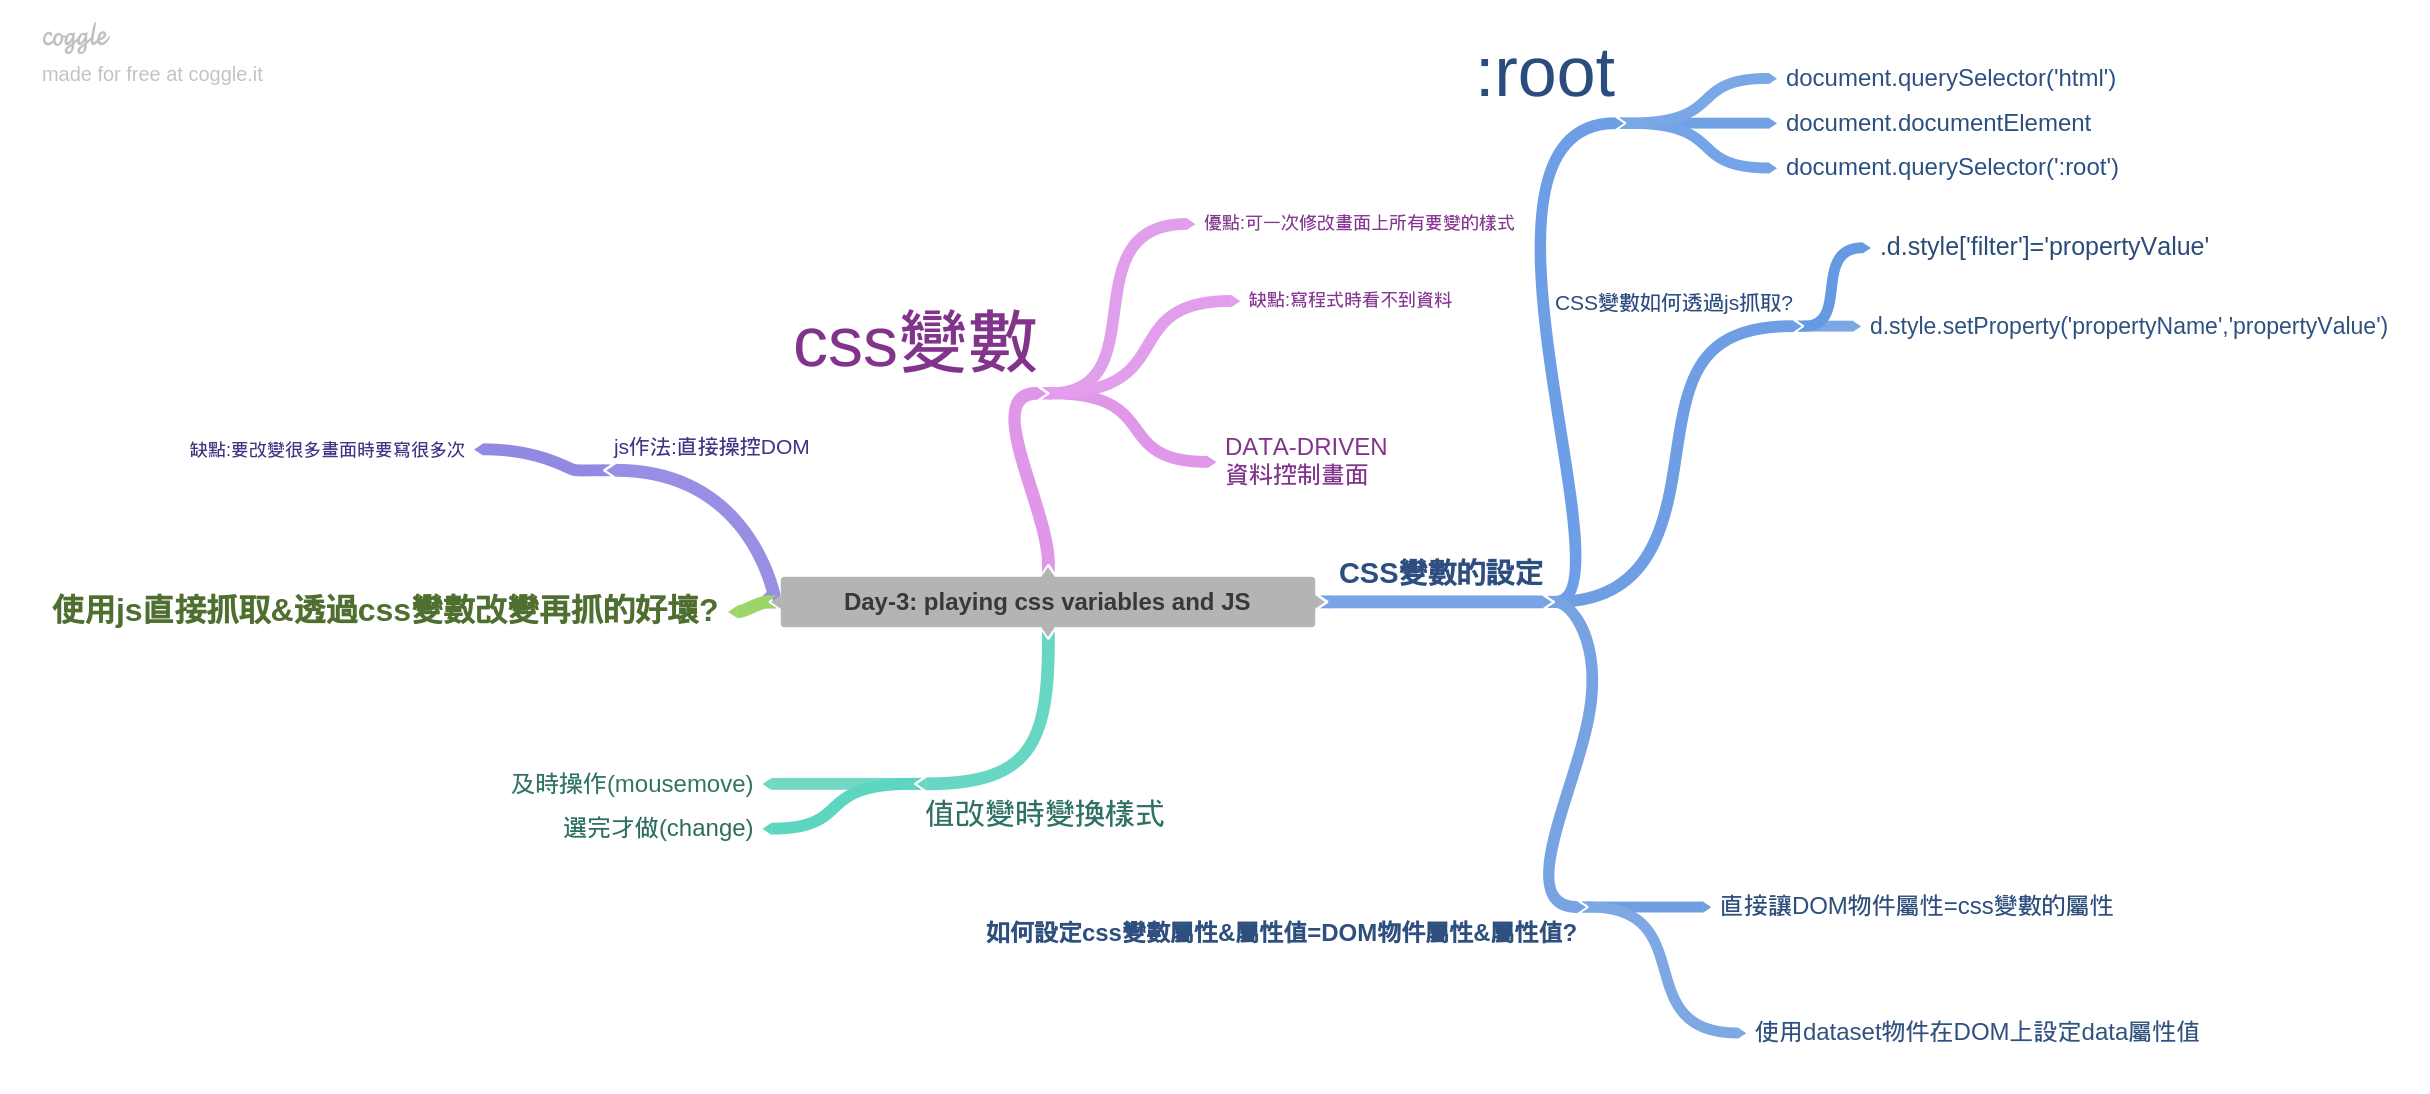 coggle
made for free at coggle.it
:root
document.querySelector('html')
document.documentElement
document.querySelector(':root')
優點:可一次修改畫面上所有要變的樣式
.d.style['filter']='propertyValue'
缺點:寫程式時看不到資料
CSS變數如何透過js抓取?
d.style.setProperty('propertyName','propertyValue')
css變數
DATA-DRIVEN
資料控制畫面
js作法:直接操控DOM
缺點:要改變很多畫面時要寫很多次
CSS變數的設定
Day-3: playing css variables and JS
使用js直接抓取&透過css變數改變再抓的好壞?
及時操作(mousemove)
值改變時變換樣式
選完才做(change)
直接讓DOM物件屬性=css變數的屬性
如何設定css變數屬性&屬性值=DOM物件屬性&屬性值?
使用dataset物件在DOM上設定data屬性值